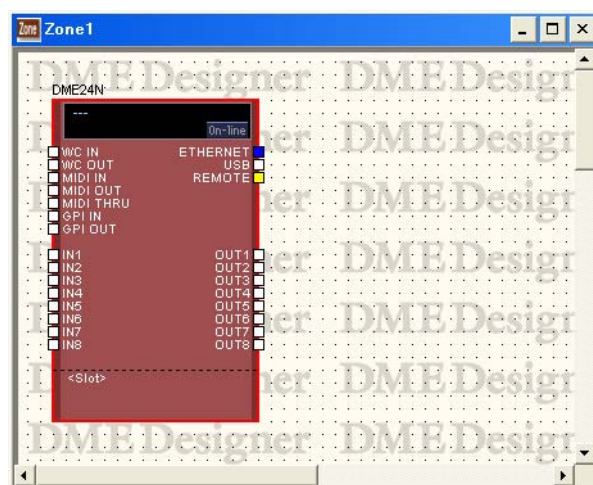 Zone Zone1
DME Designer DME Designer
DME24N
---
On-line
WC IN ETHERNET
WC OUT USB
MIDI IN REMOTE
MIDI OUT
MIDI THRU
GPI IN
GPI OUT
IN1 OUT1
IN2 OUT2
IN3 OUT3
IN4 OUT4
IN5 OUT5
IN6 OUT6
IN7 OUT7
IN8 OUT8
<Slot>
DME Designer DME Designer